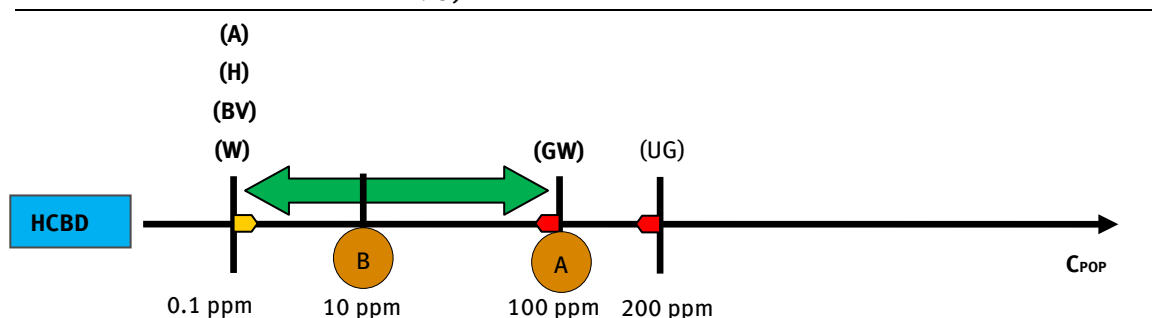 (A)
(H)
(BV)
(W) (GW) (UG)
HCBD
B A
CPOP
0.1 ppm 10 ppm 100 ppm 200 ppm